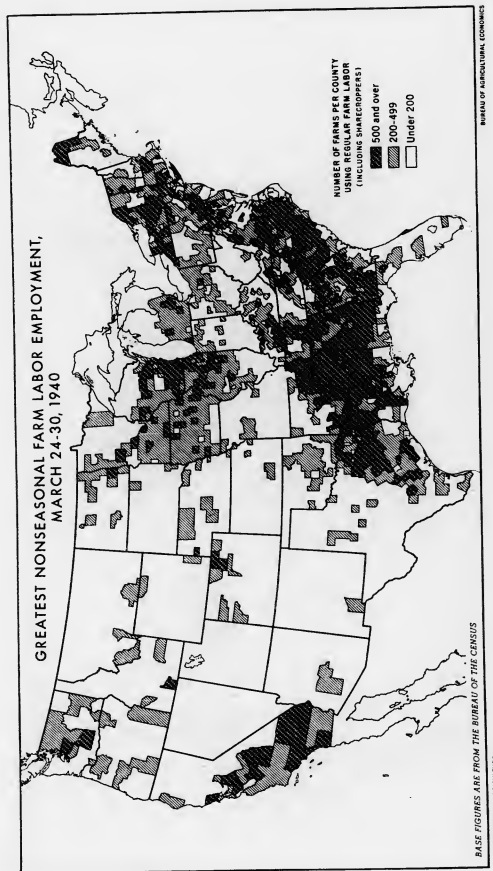 GREATEST NONSEASONAL FARM LABOR EMPLOYMENT,
MARCH 24-30, 1940
NUMBER OF FARMS PER COUNTY
USING REGULAR FARM LABOR
(INCLUDING SHARECROPPERS)
500 and over
200-499
Under 200
BASE FIGURES ARE FROM THE BUREAU OF THE CENSUS
BUREAU OF AGRICULTURAL ECONOMICS